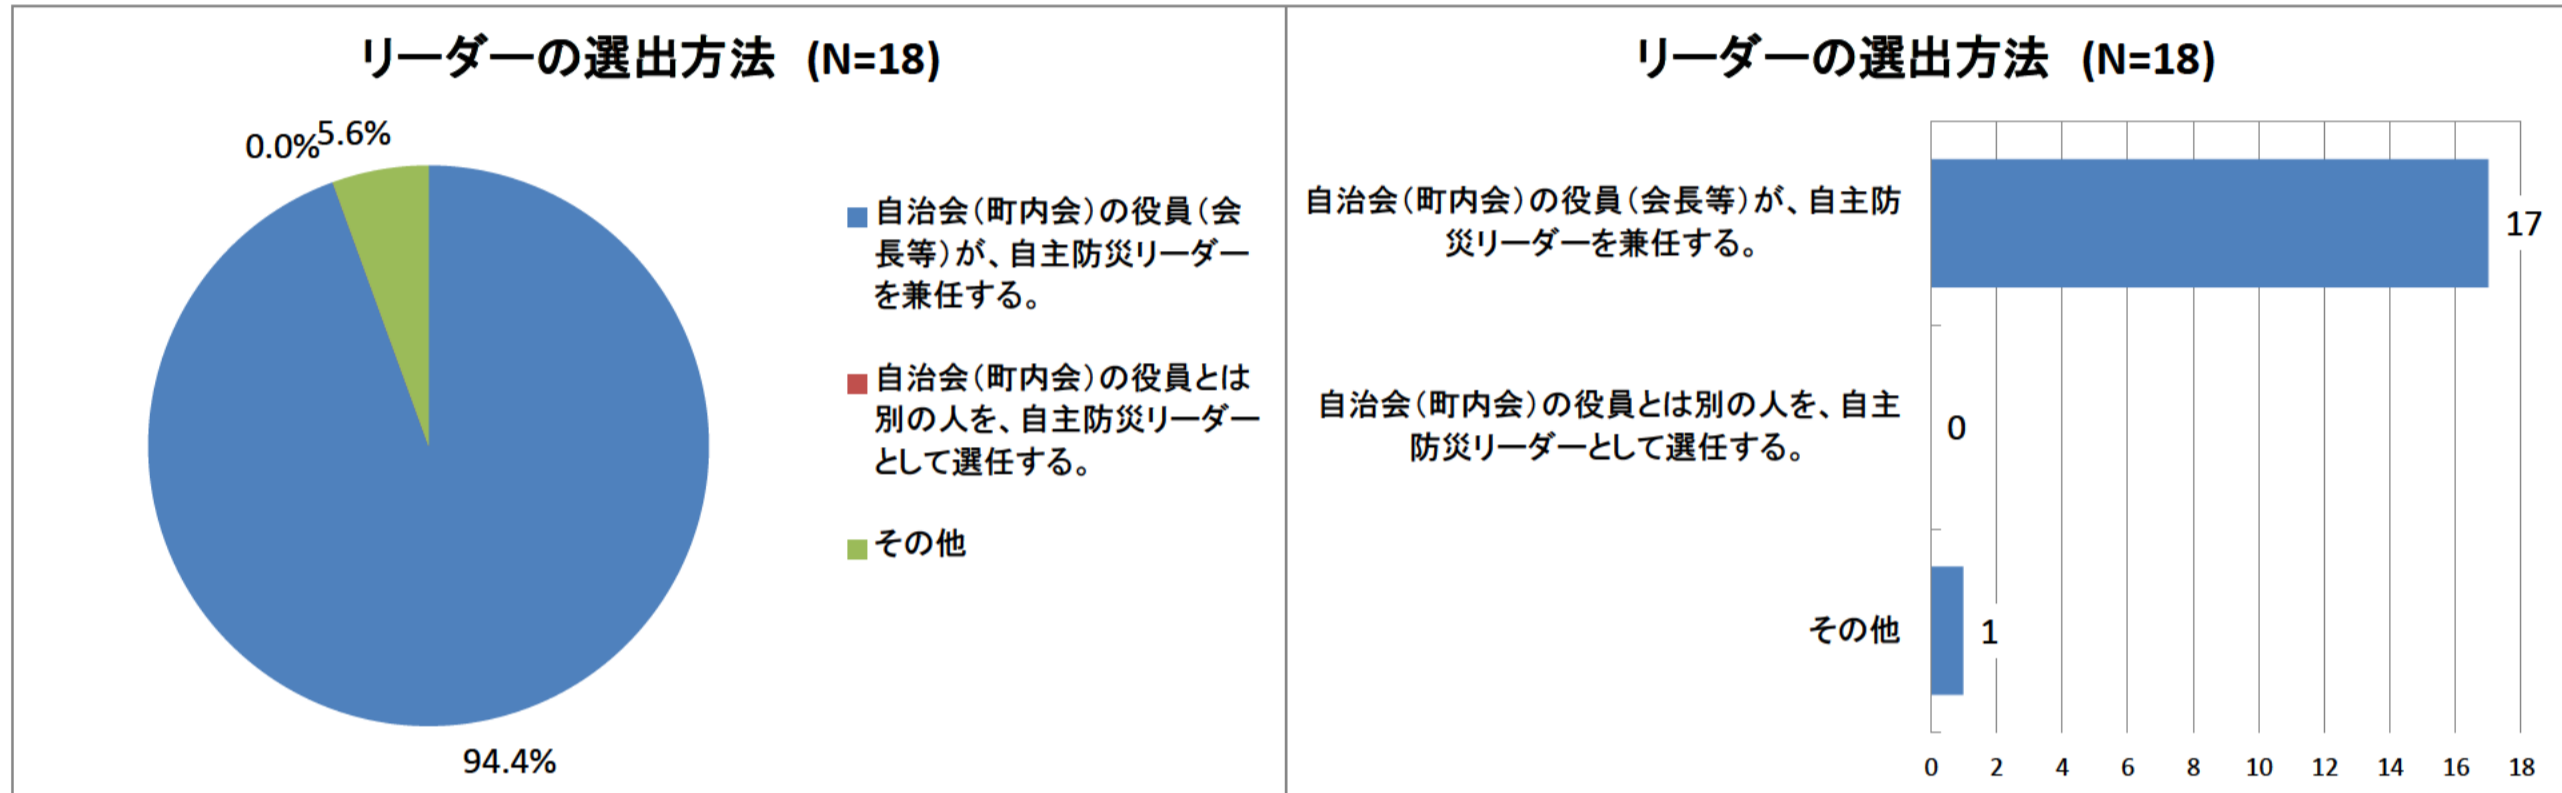 リーダーの選出方法 (N=18)
0.0%
5.6%
94.4%
自治会（町内会）の役員（会
長等）が、自主防災リーダー
を兼任する。
自治会（町内会）の役員とは
別の人を、自主防災リーダー
として選任する。
その他
リーダーの選出方法 (N=18)
自治会（町内会）の役員（会長等）が、自主防
災リーダーを兼任する。
17
自治会（町内会）の役員とは別の人を、自主
防災リーダーとして選任する。
0
その他
1
0 2 4 6 8 10 12 14 16 18